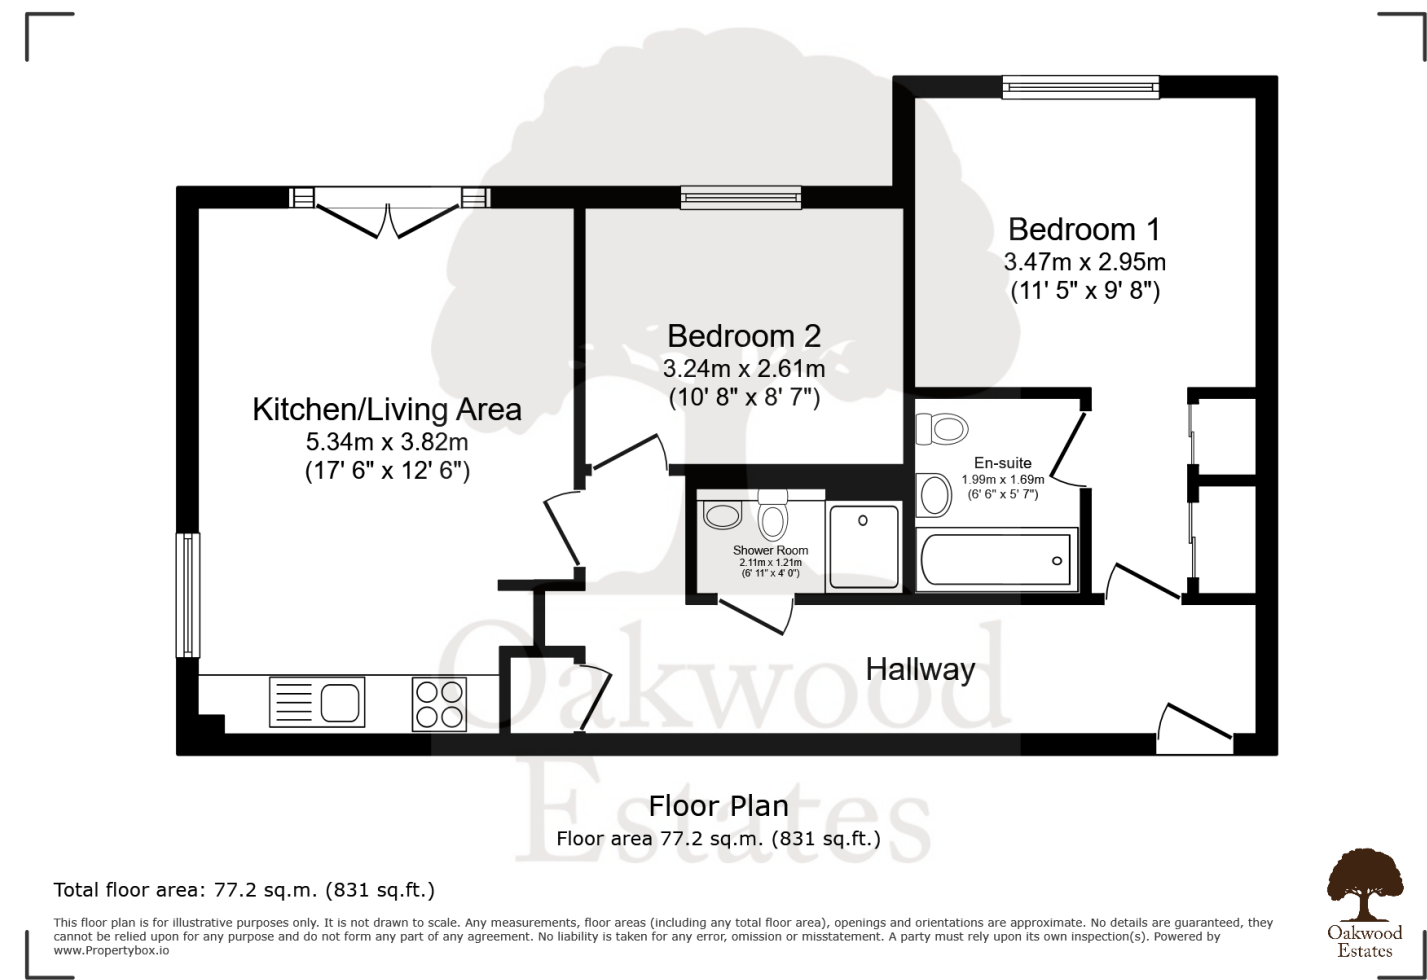 Bedroom 1
3.47m x 2.95m
(11' 5" x 9' 8")
Bedroom 2
3.24m x 2.61m
(10' 8" x 8' 7")
Kitchen/Living Area
5.34m x 3.82m
(17' 6" x 12' 6")
En-suite
1.99m x 1.69m
(6' 6" x 5' 7")
Shower Room
2.11m x 1.21m
(6' 11" x 4' 0")
Hallway
Oakwood
Estates
Floor Plan
Floor area 77.2 sq.m. (831 sq.ft.)
Total floor area: 77.2 sq.m. (831 sq.ft.)
This floor plan is for illustrative purposes only. It is not drawn to scale. Any measurements, floor areas (including any total floor area), openings and orientations are approximate. No details are guaranteed, they
cannot be relied upon for any purpose and do not form any part of any agreement. No liability is taken for any error, omission or misstatement. A party must rely upon its own inspection(s). Powered by
www.Propertybox.io
Oakwood
Estates